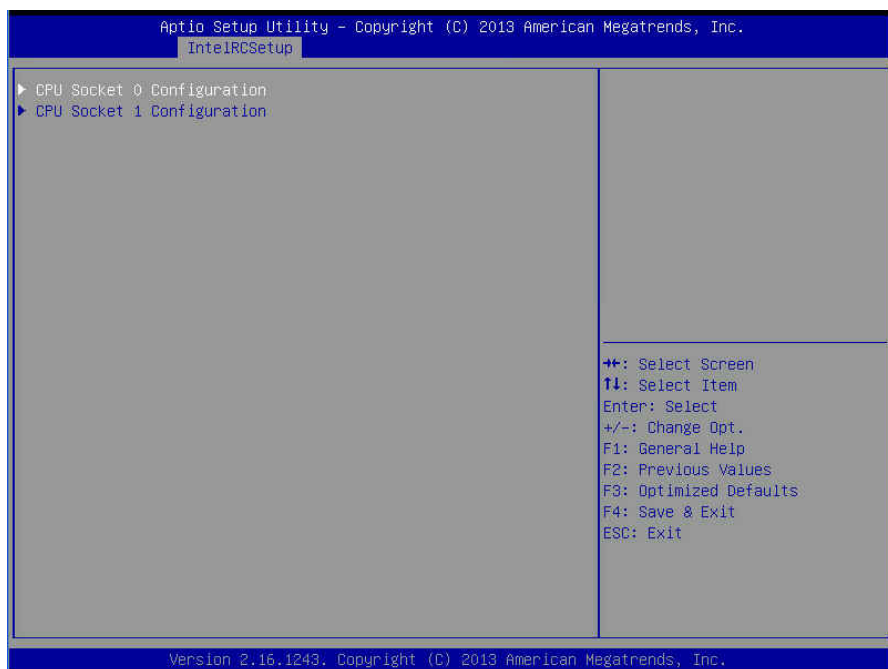 Aptio Setup Utility – Copyright (C) 2013 American Megatrends, Inc.
IntelRCSetup
▶ CPU Socket 0 Configuration
▶ CPU Socket 1 Configuration
→←: Select Screen
↑↓: Select Item
Enter: Select
+/-: Change Opt.
F1: General Help
F2: Previous Values
F3: Optimized Defaults
F4: Save & Exit
ESC: Exit
Version 2.16.1243. Copyright (C) 2013 American Megatrends, Inc.